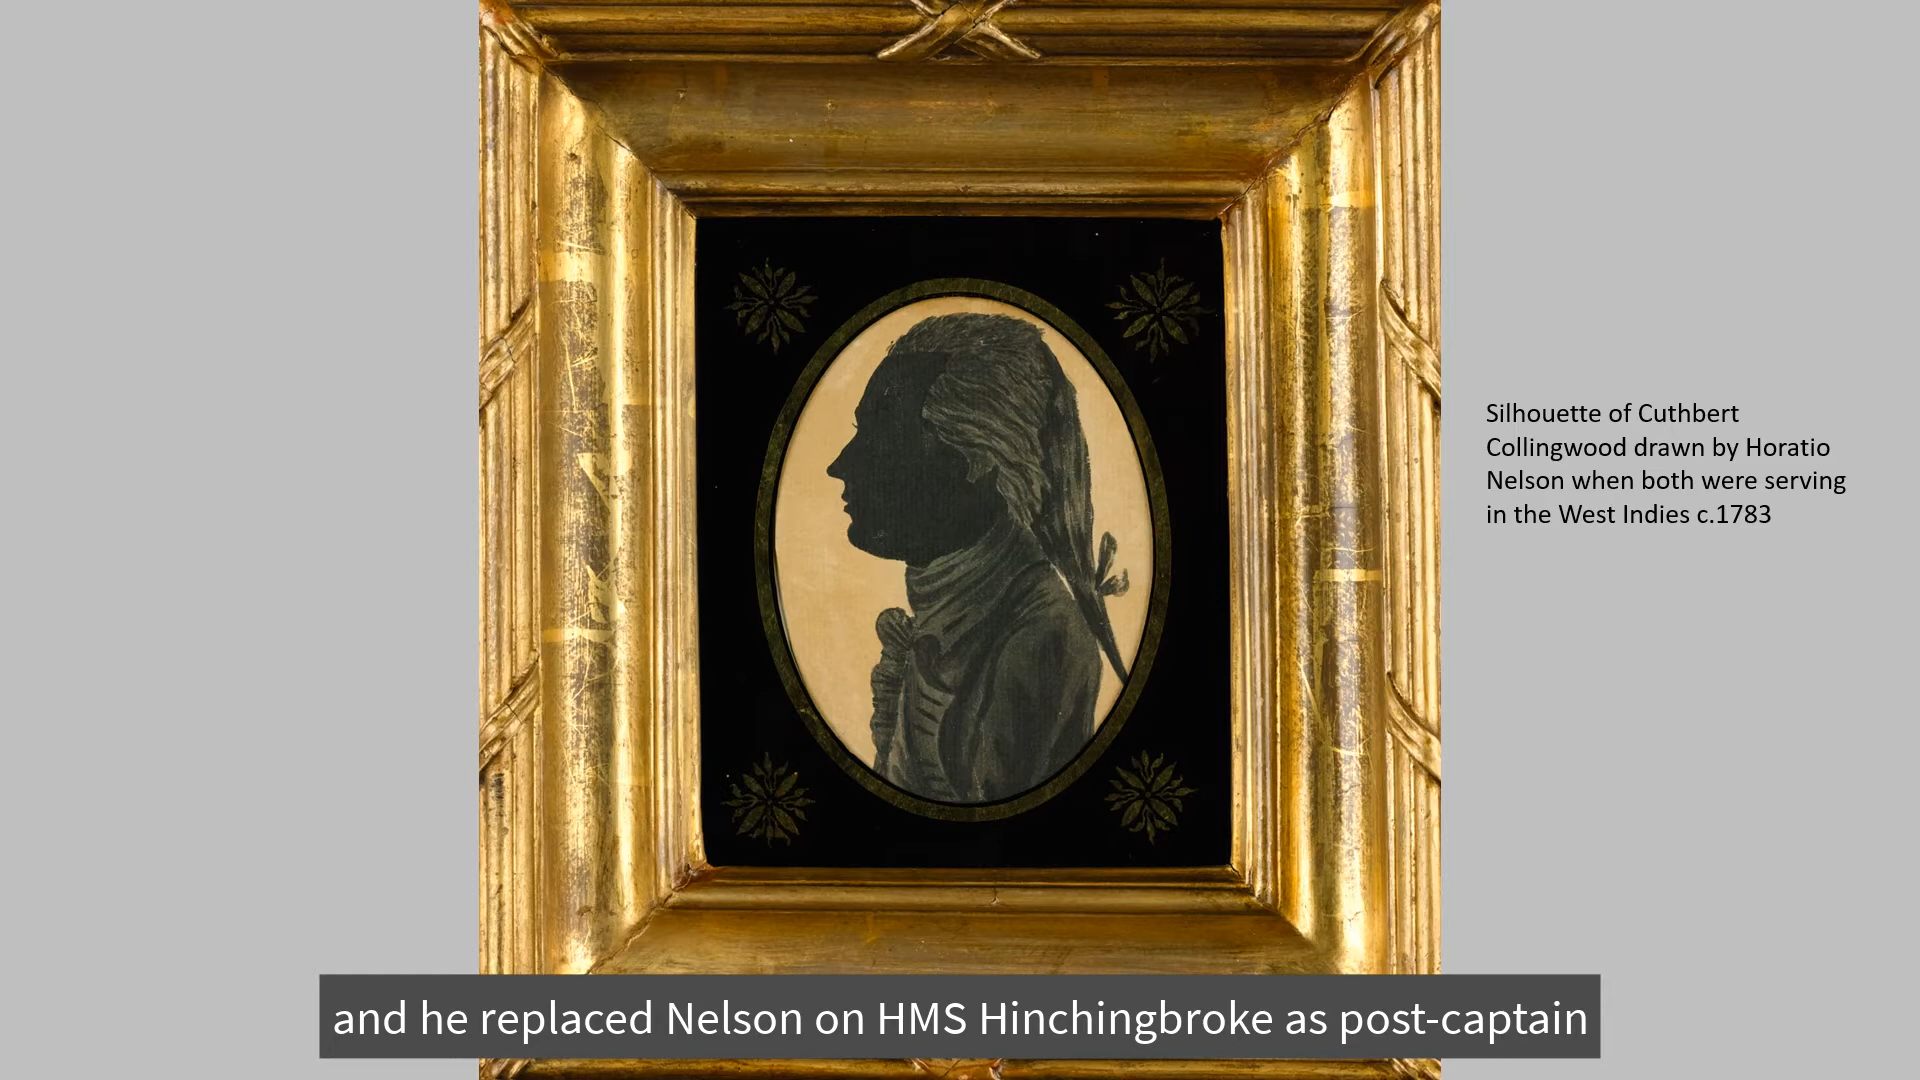 Silhouette of Cuthbert
Collingwood drawn by Horatio
Nelson when both were serving
in the West Indies c.1783
and he replaced Nelson on HMS Hinchingbroke as post-captain